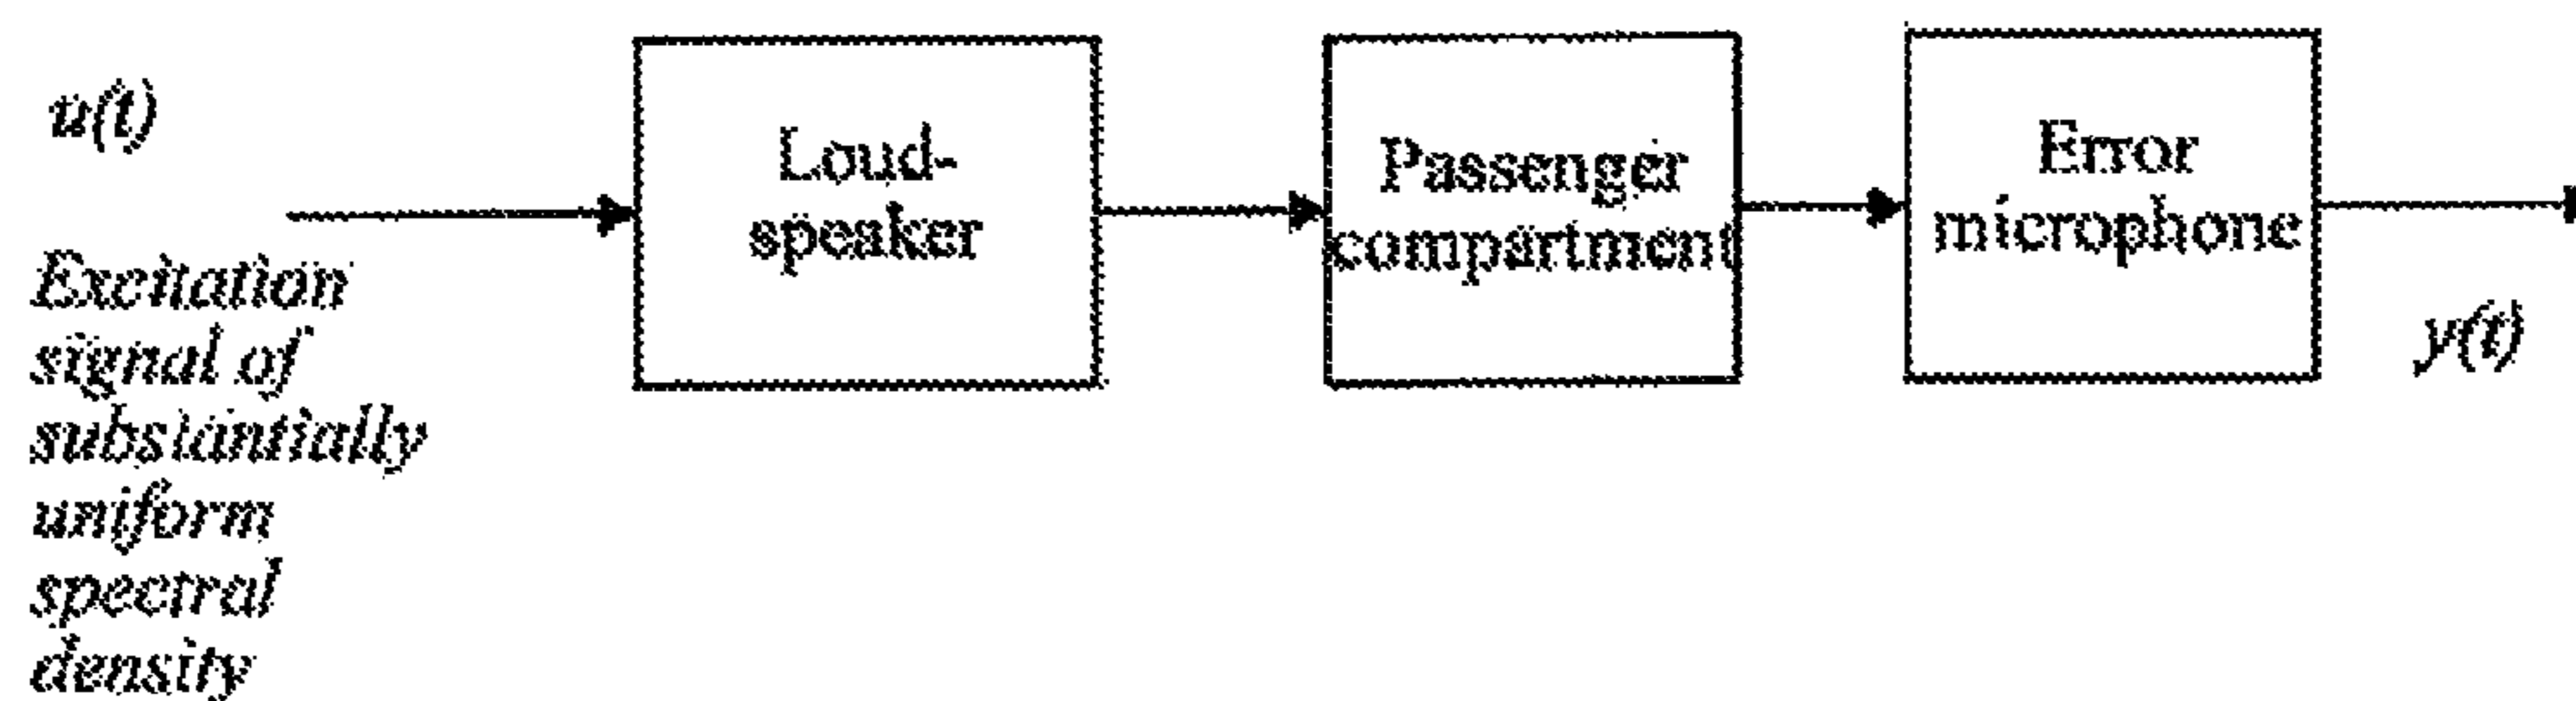 u(t)
Excitation
signal of
substantially
uniform
spectral
density
Loud-
speaker
Passenger
compartment
Error
microphone
y(t)